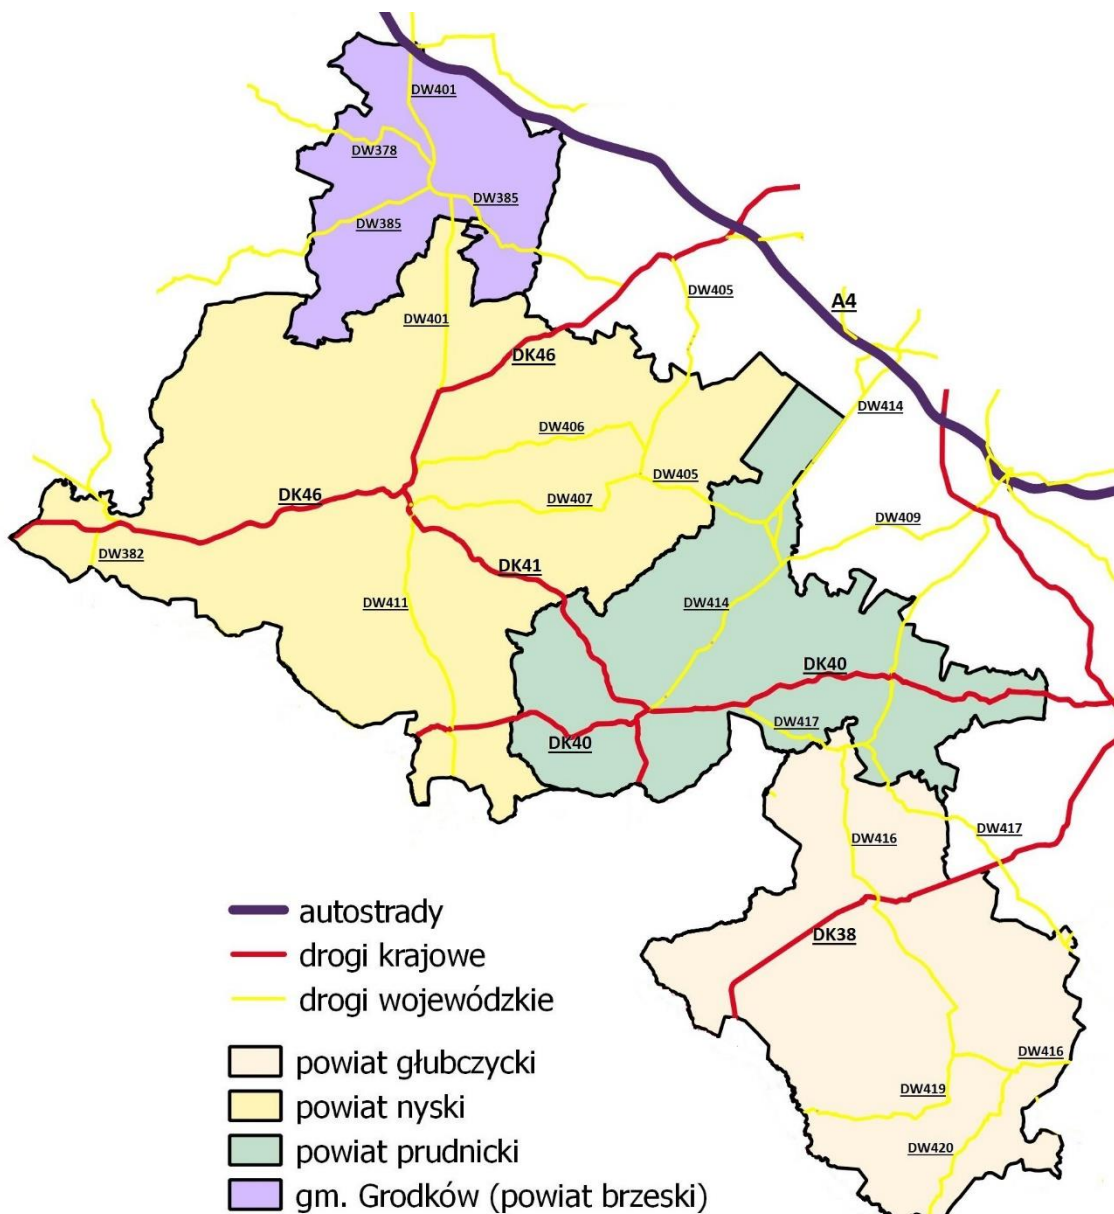 DW401
DW378
DW385
DW385
DW405
A4
DW401
DK46
DW414
DW406
DW405
DK46
DW407
DW409
DW382
DK41
DW411
DW414
DK40
DW417
DK40
DW417
DW416
DK38
DW416
DW419
DW420
autostrady
drogi krajowe
drogi wojewódzkie
powiat głubczycki
powiat nyski
powiat prudnicki
gm. Grodków (powiat brzeski)